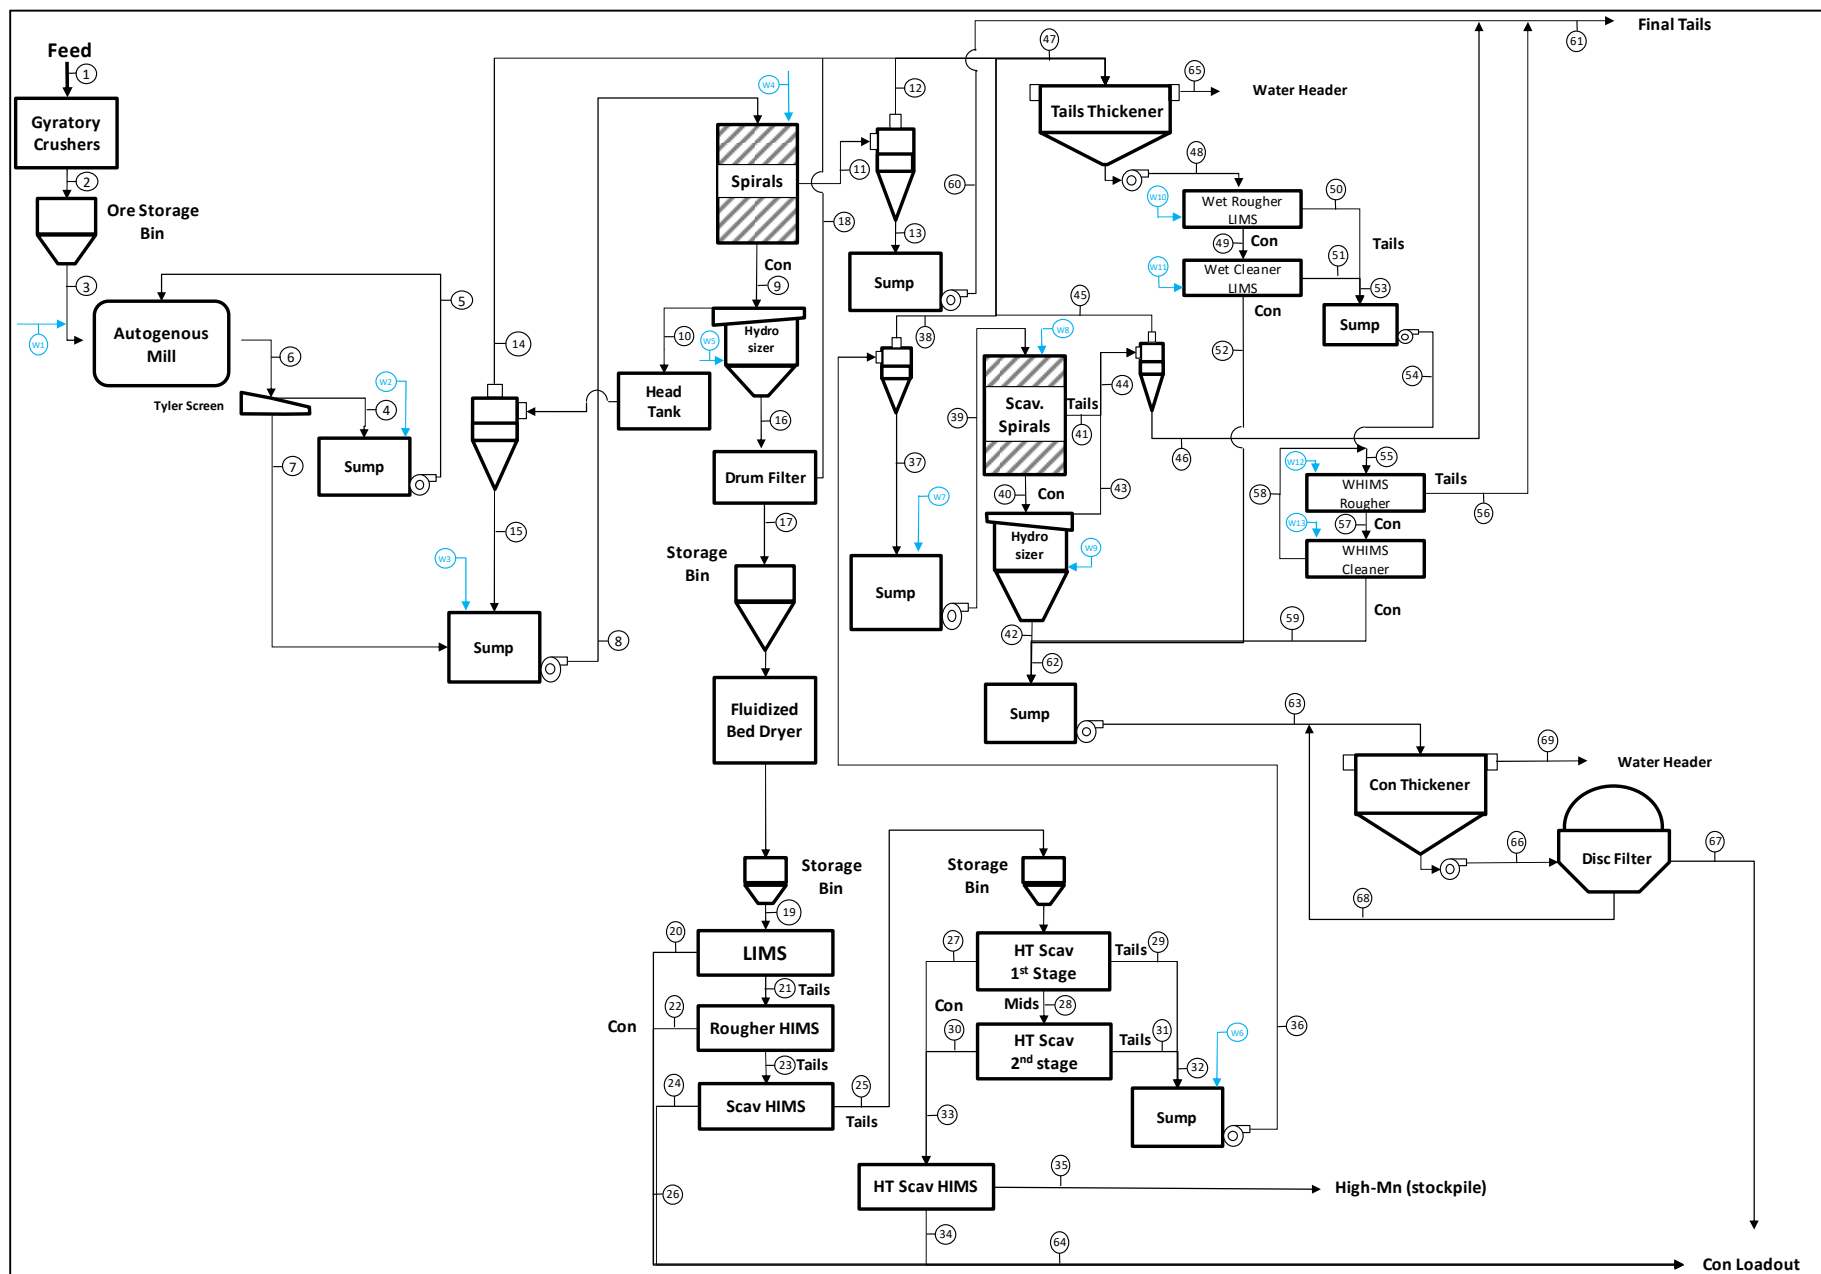 Final Tails
61
47
Feed
1
65
Water Header
12
W4
Gyratory
Crushers
Tails Thickener
48
2
Spirals
11
60
50
W10
Wet Rougher
LIMS
Ore Storage
Bin
18
13
49
Con
Tails
51
Con
9
Sump
W11
Wet Cleaner
LIMS
53
3
5
45
Con
W1
Autogenous
Mill
6
14
10
W5
Hydro
sizer
38
W8
Sump
52
54
W2
Tyler Screen
4
Head
Tank
16
39
Scav.
Spirals
Tails
41
44
46
7
Sump
37
55
Drum Filter
W12
WHIMS
Rougher
Tails
40
Con
43
58
56
W7
17
57
Con
W13
15
Hydro
sizer
W9
WHIMS
Cleaner
W3
Storage
Bin
Sump
Con
Sump
8
42
59
62
Fluidized
Bed Dryer
Sump
63
69
Water Header
Con Thickener
66
67
Disc Filter
Storage
Bin
Storage
Bin
68
19
20
LIMS
27
HT Scav
1st Stage
Tails
29
21
Tails
22
Mids
28
Con
Rougher HIMS
Con
30
HT Scav
2nd stage
Tails
31
W6
36
23
Tails
32
24
Scav HIMS
25
Tails
33
Sump
35
26
HT Scav HIMS
High-Mn (stockpile)
34
64
Con Loadout